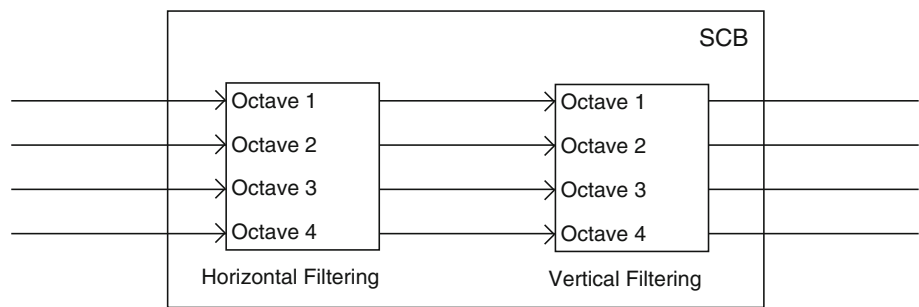 SCB
Octave 1
Octave 2
Octave 3
Octave 4
Horizontal Filtering
Octave 1
Octave 2
Octave 3
Octave 4
Vertical Filtering